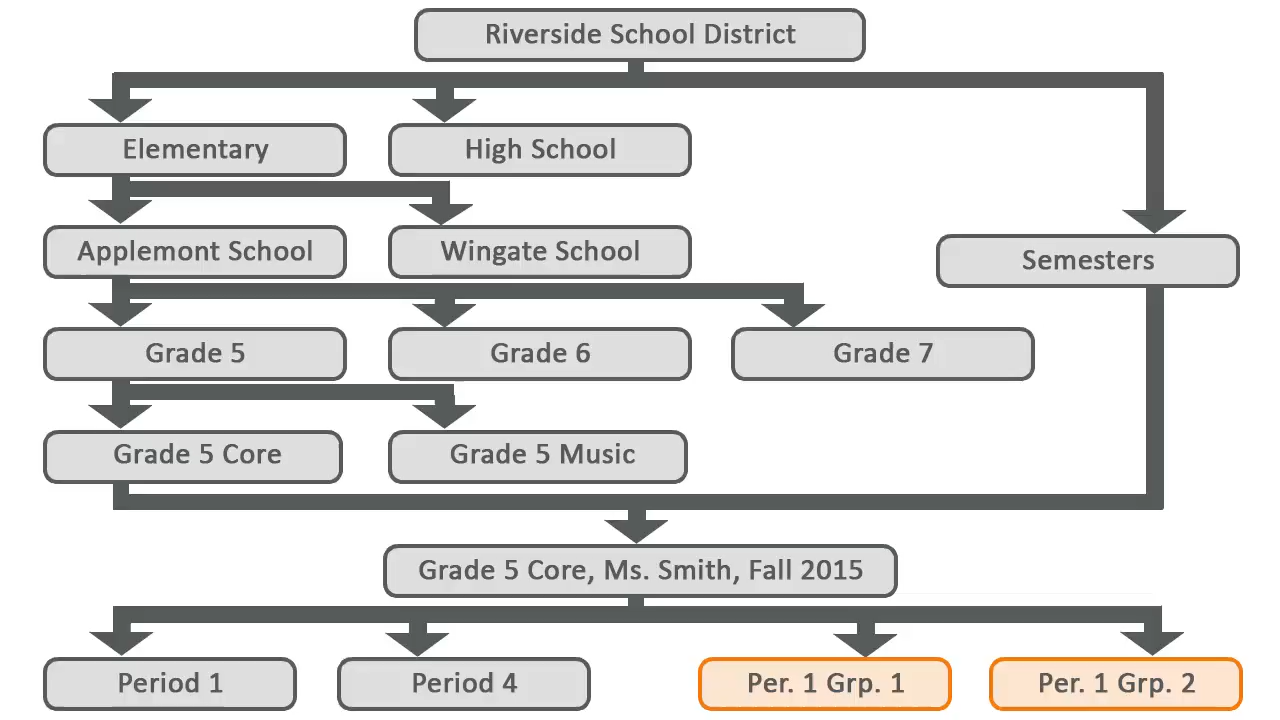 Riverside School District
Elementary
High School
Applemont School
Wingate School
Semesters
Grade 5
Grade 6
Grade 7
Grade 5 Core
Grade 5 Music
Grade 5 Core, Ms. Smith, Fall 2015
Period 1
Period 4
Per. 1 Grp. 1
Per. 1 Grp. 2